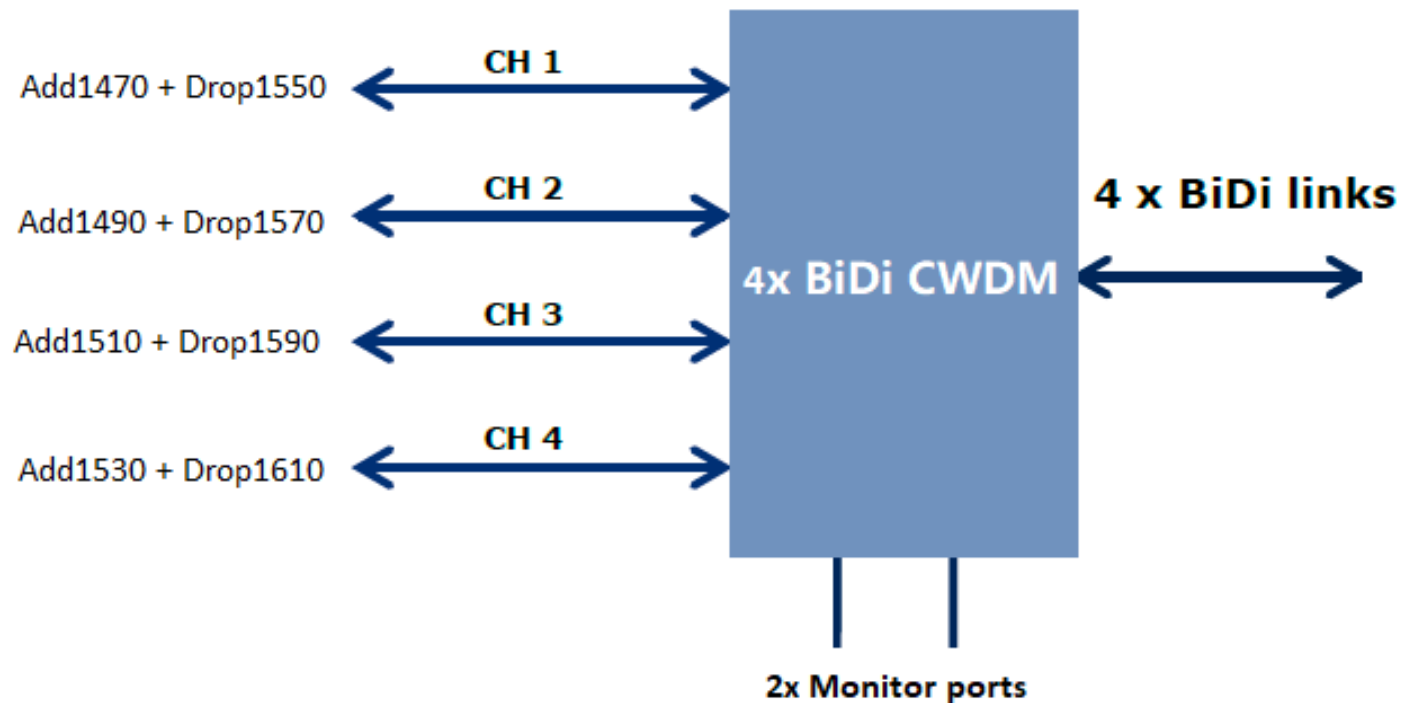 CH 1
Add1470 + Drop1550
CH 2
Add1490 + Drop1570
4 x BiDi links
4x BiDi CWDM
CH 3
Add1510 + Drop1590
CH 4
Add1530 + Drop1610
2x Monitor ports